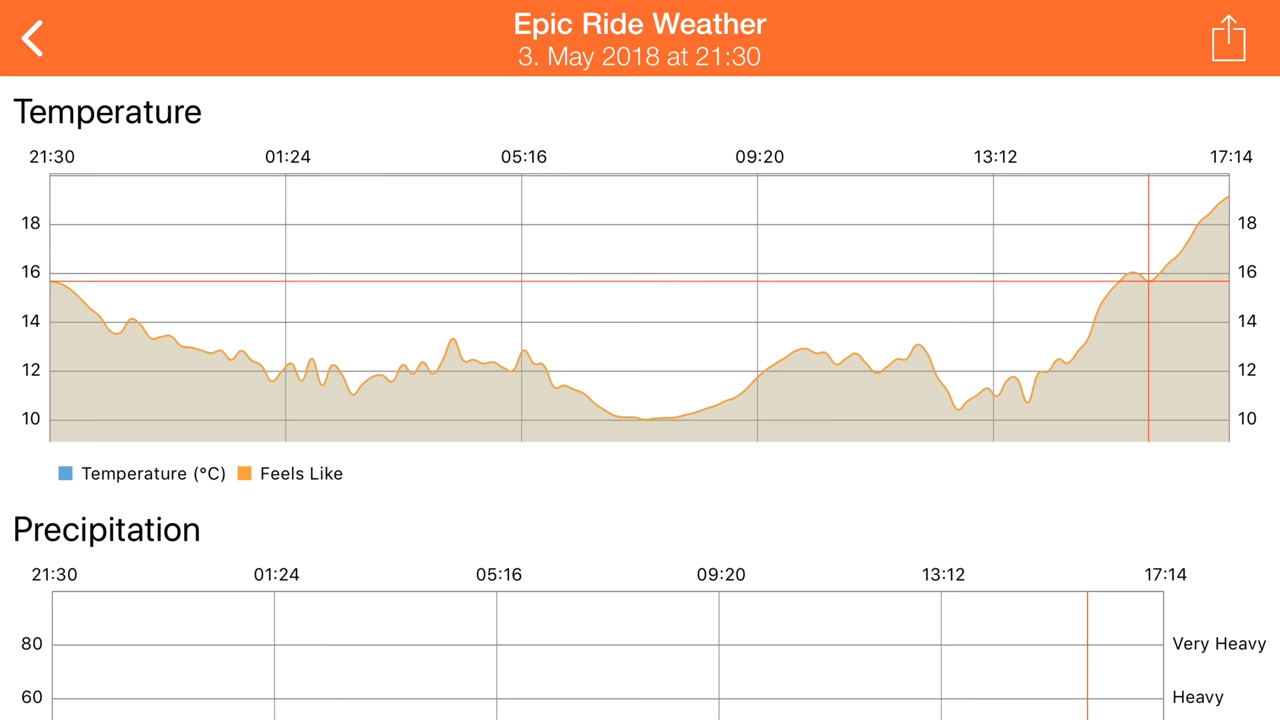 Epic Ride Weather
3. May 2018 at 21:30
Temperature
21:30 01:24 05:16 09:20 13:12 17:14
18 18
16 16
14 14
12 12
10 10
Temperature (°C) Feels Like
Precipitation
21:30 01:24 05:16 09:20 13:12 17:14
80 Very Heavy
60 Heavy